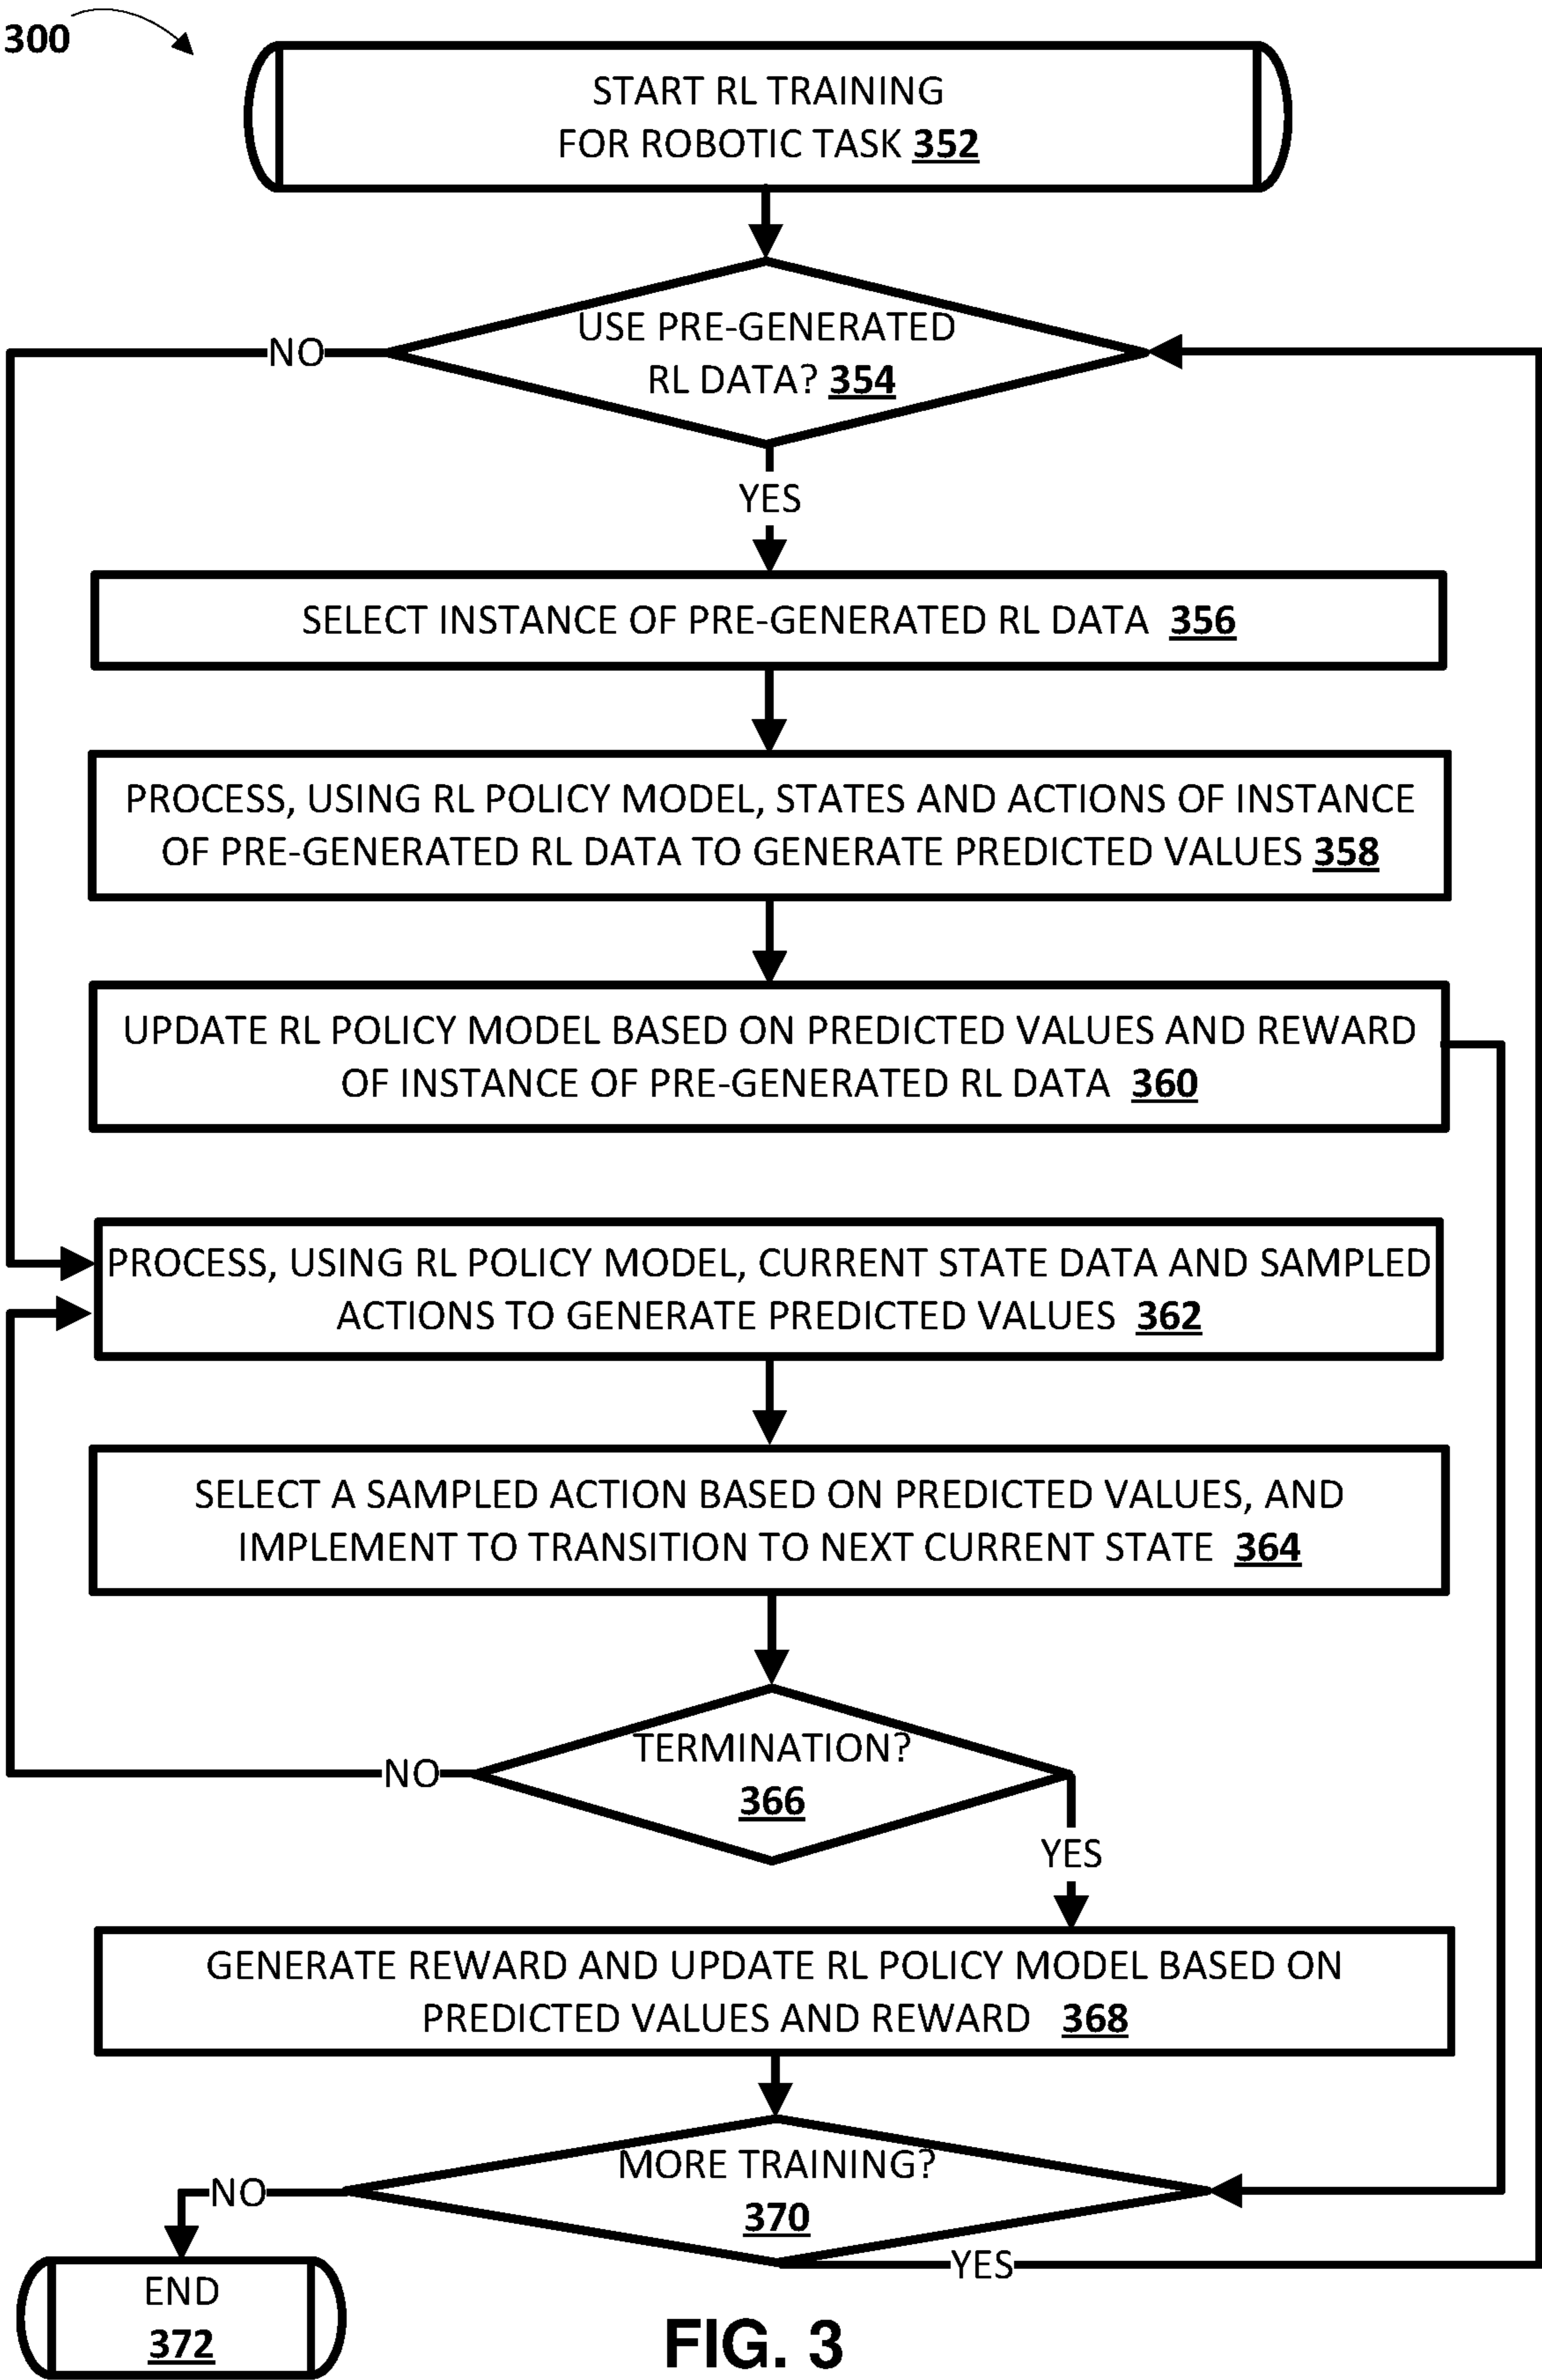 300
START RL TRAINING
FOR ROBOTIC TASK 352
USE PRE-GENERATED
RL DATA? 354
NO
YES
SELECT INSTANCE OF PRE-GENERATED RL DATA 356
PROCESS, USING RL POLICY MODEL, STATES AND ACTIONS OF INSTANCE
OF PRE-GENERATED RL DATA TO GENERATE PREDICTED VALUES 358
UPDATE RL POLICY MODEL BASED ON PREDICTED VALUES AND REWARD
OF INSTANCE OF PRE-GENERATED RL DATA 360
PROCESS, USING RL POLICY MODEL, CURRENT STATE DATA AND SAMPLED
ACTIONS TO GENERATE PREDICTED VALUES 362
SELECT A SAMPLED ACTION BASED ON PREDICTED VALUES, AND
IMPLEMENT TO TRANSITION TO NEXT CURRENT STATE 364
TERMINATION?
366
NO
YES
GENERATE REWARD AND UPDATE RL POLICY MODEL BASED ON
PREDICTED VALUES AND REWARD 368
MORE TRAINING?
370
NO
YES
END
372
FIG. 3